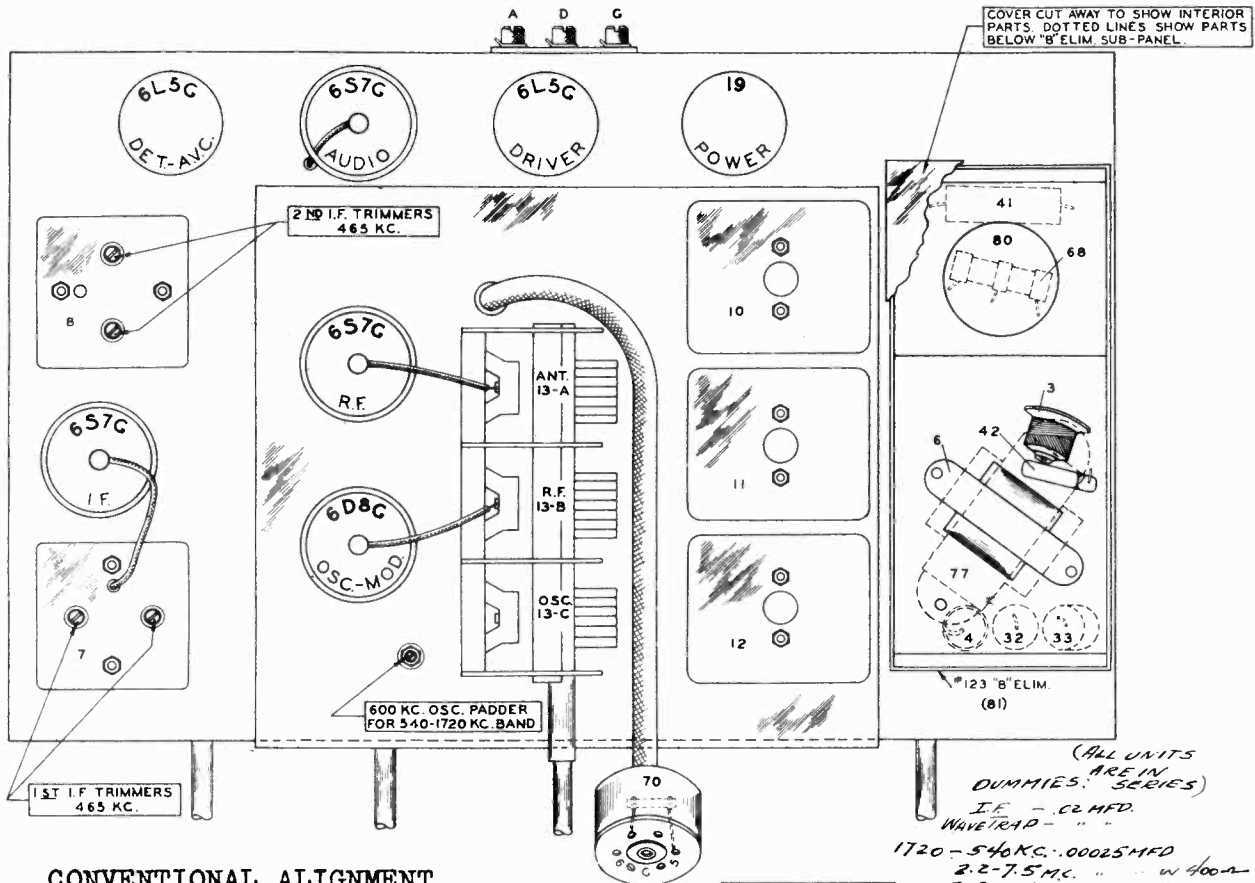 A D G
COVER CUT AWAY TO SHOW INTERIOR
PARTS. DOTTED LINES SHOW PARTS
BELOW "B" ELIM. SUB-PANEL.
6L5G
DET.-A.V.C.
6S7G
AUDIO
6L5G
DRIVER
19
POWER
2ND I.F. TRIMMERS
465 KC.
8
6S7G
R.F.
ANT.
13-A
10
41
80
68
6S7G
I.F.
6D8G
OSC.-MOD.
R.F.
13-B
11
3
42
6
77
7
OSC.
13-C
12
4
32
33
600 KC. OSC. PADDER
FOR 540-1720 KC. BAND
#123 "B" ELIM.
(81)
1ST I.F. TRIMMERS
465 KC.
70
6
5
C
(ALL UNITS
ARE IN
SERIES)
DUMMIES:
I.F. - .02 MFD.
WAVETRAP - " "
1720 - 540 KC. - .00025 MFD
2.2-7.5 M.C. " " W 400Ω
CONVENTIONAL ALIGNMENT